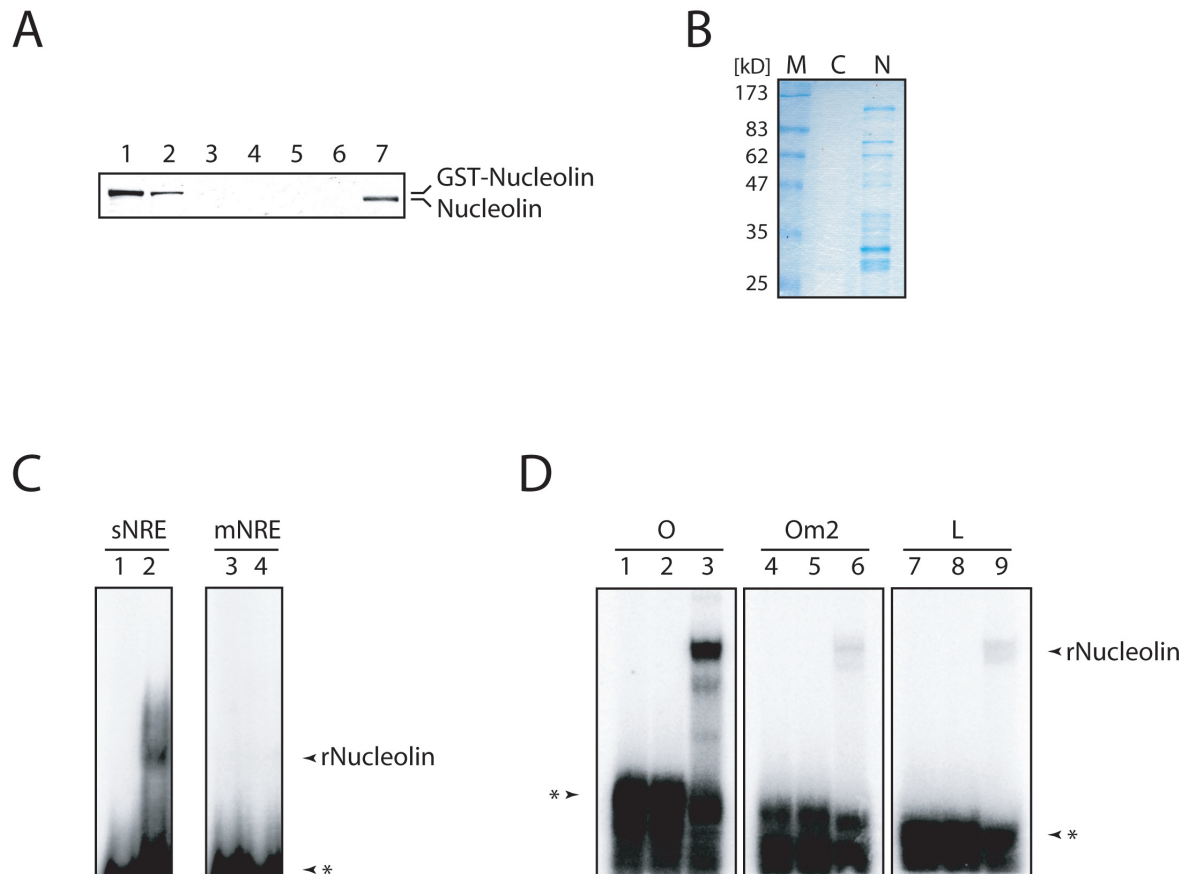 A
1 2 3 4 5 6 7
GST-Nucleolin
Nucleolin
B
[kD] M C N
173
83
62
47
35
25
C
sNRE mNRE
1 2 3 4
rNucleolin
*
D
O Om2 L
1 2 3 4 5 6 7 8 9
rNucleolin
*
*